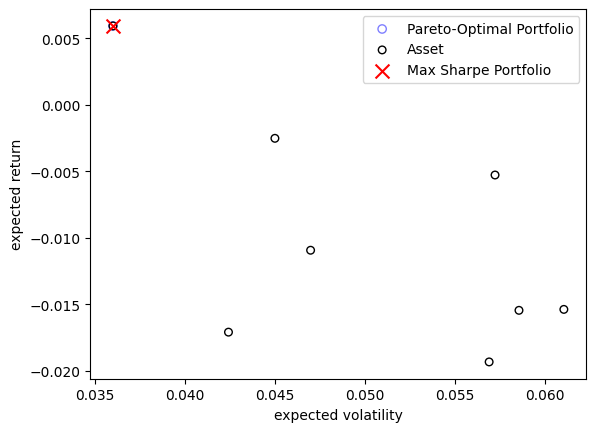 Pareto-Optimal Portfolio
Asset
Max Sharpe Portfolio
expected return
0.005
0.000
−0.005
−0.010
−0.015
−0.020
0.035
0.040
0.045
0.050
0.055
0.060
expected volatility